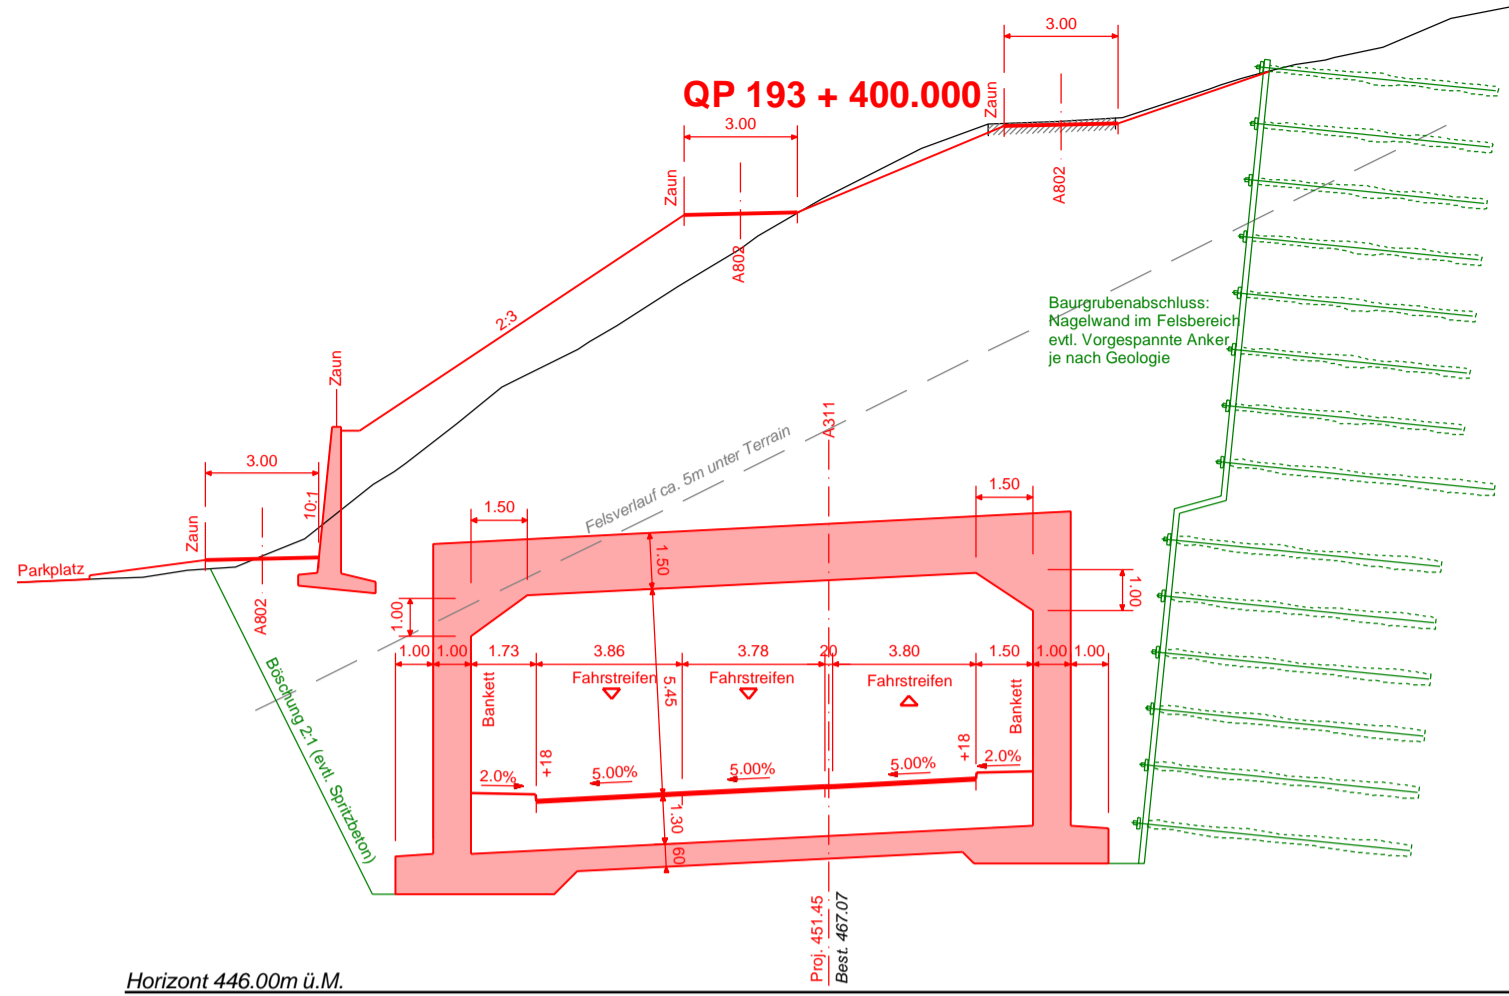 3.00
QP 193 + 400.000
Zaun
3.00
Zaun
A802
A802
Baurgrubenabschluss:
Nagelwand im Felsbereich
evtl. Vorgespannte Anker
je nach Geologie
2:3
Zaun
A311
Felsverlauf ca. 5m unter Terrain
3.00
10:1
Zaun
Parkplatz
A802
1.50
1.50
1.50
1.00
1.00
1.00
1.00
1.73
3.86
3.78
20
3.80
1.50
1.00
1.00
Bankett
Fahrstreifen
Fahrstreifen
Fahrstreifen
Bankett
5.45
Böschung 2:1 (evtl. Spritzbeton)
+18
+18
2.0%
5.00%
5.00%
5.00%
2.0%
1.30
60
Proj. 451.45
Best. 467.07
Horizont 446.00m ü.M.